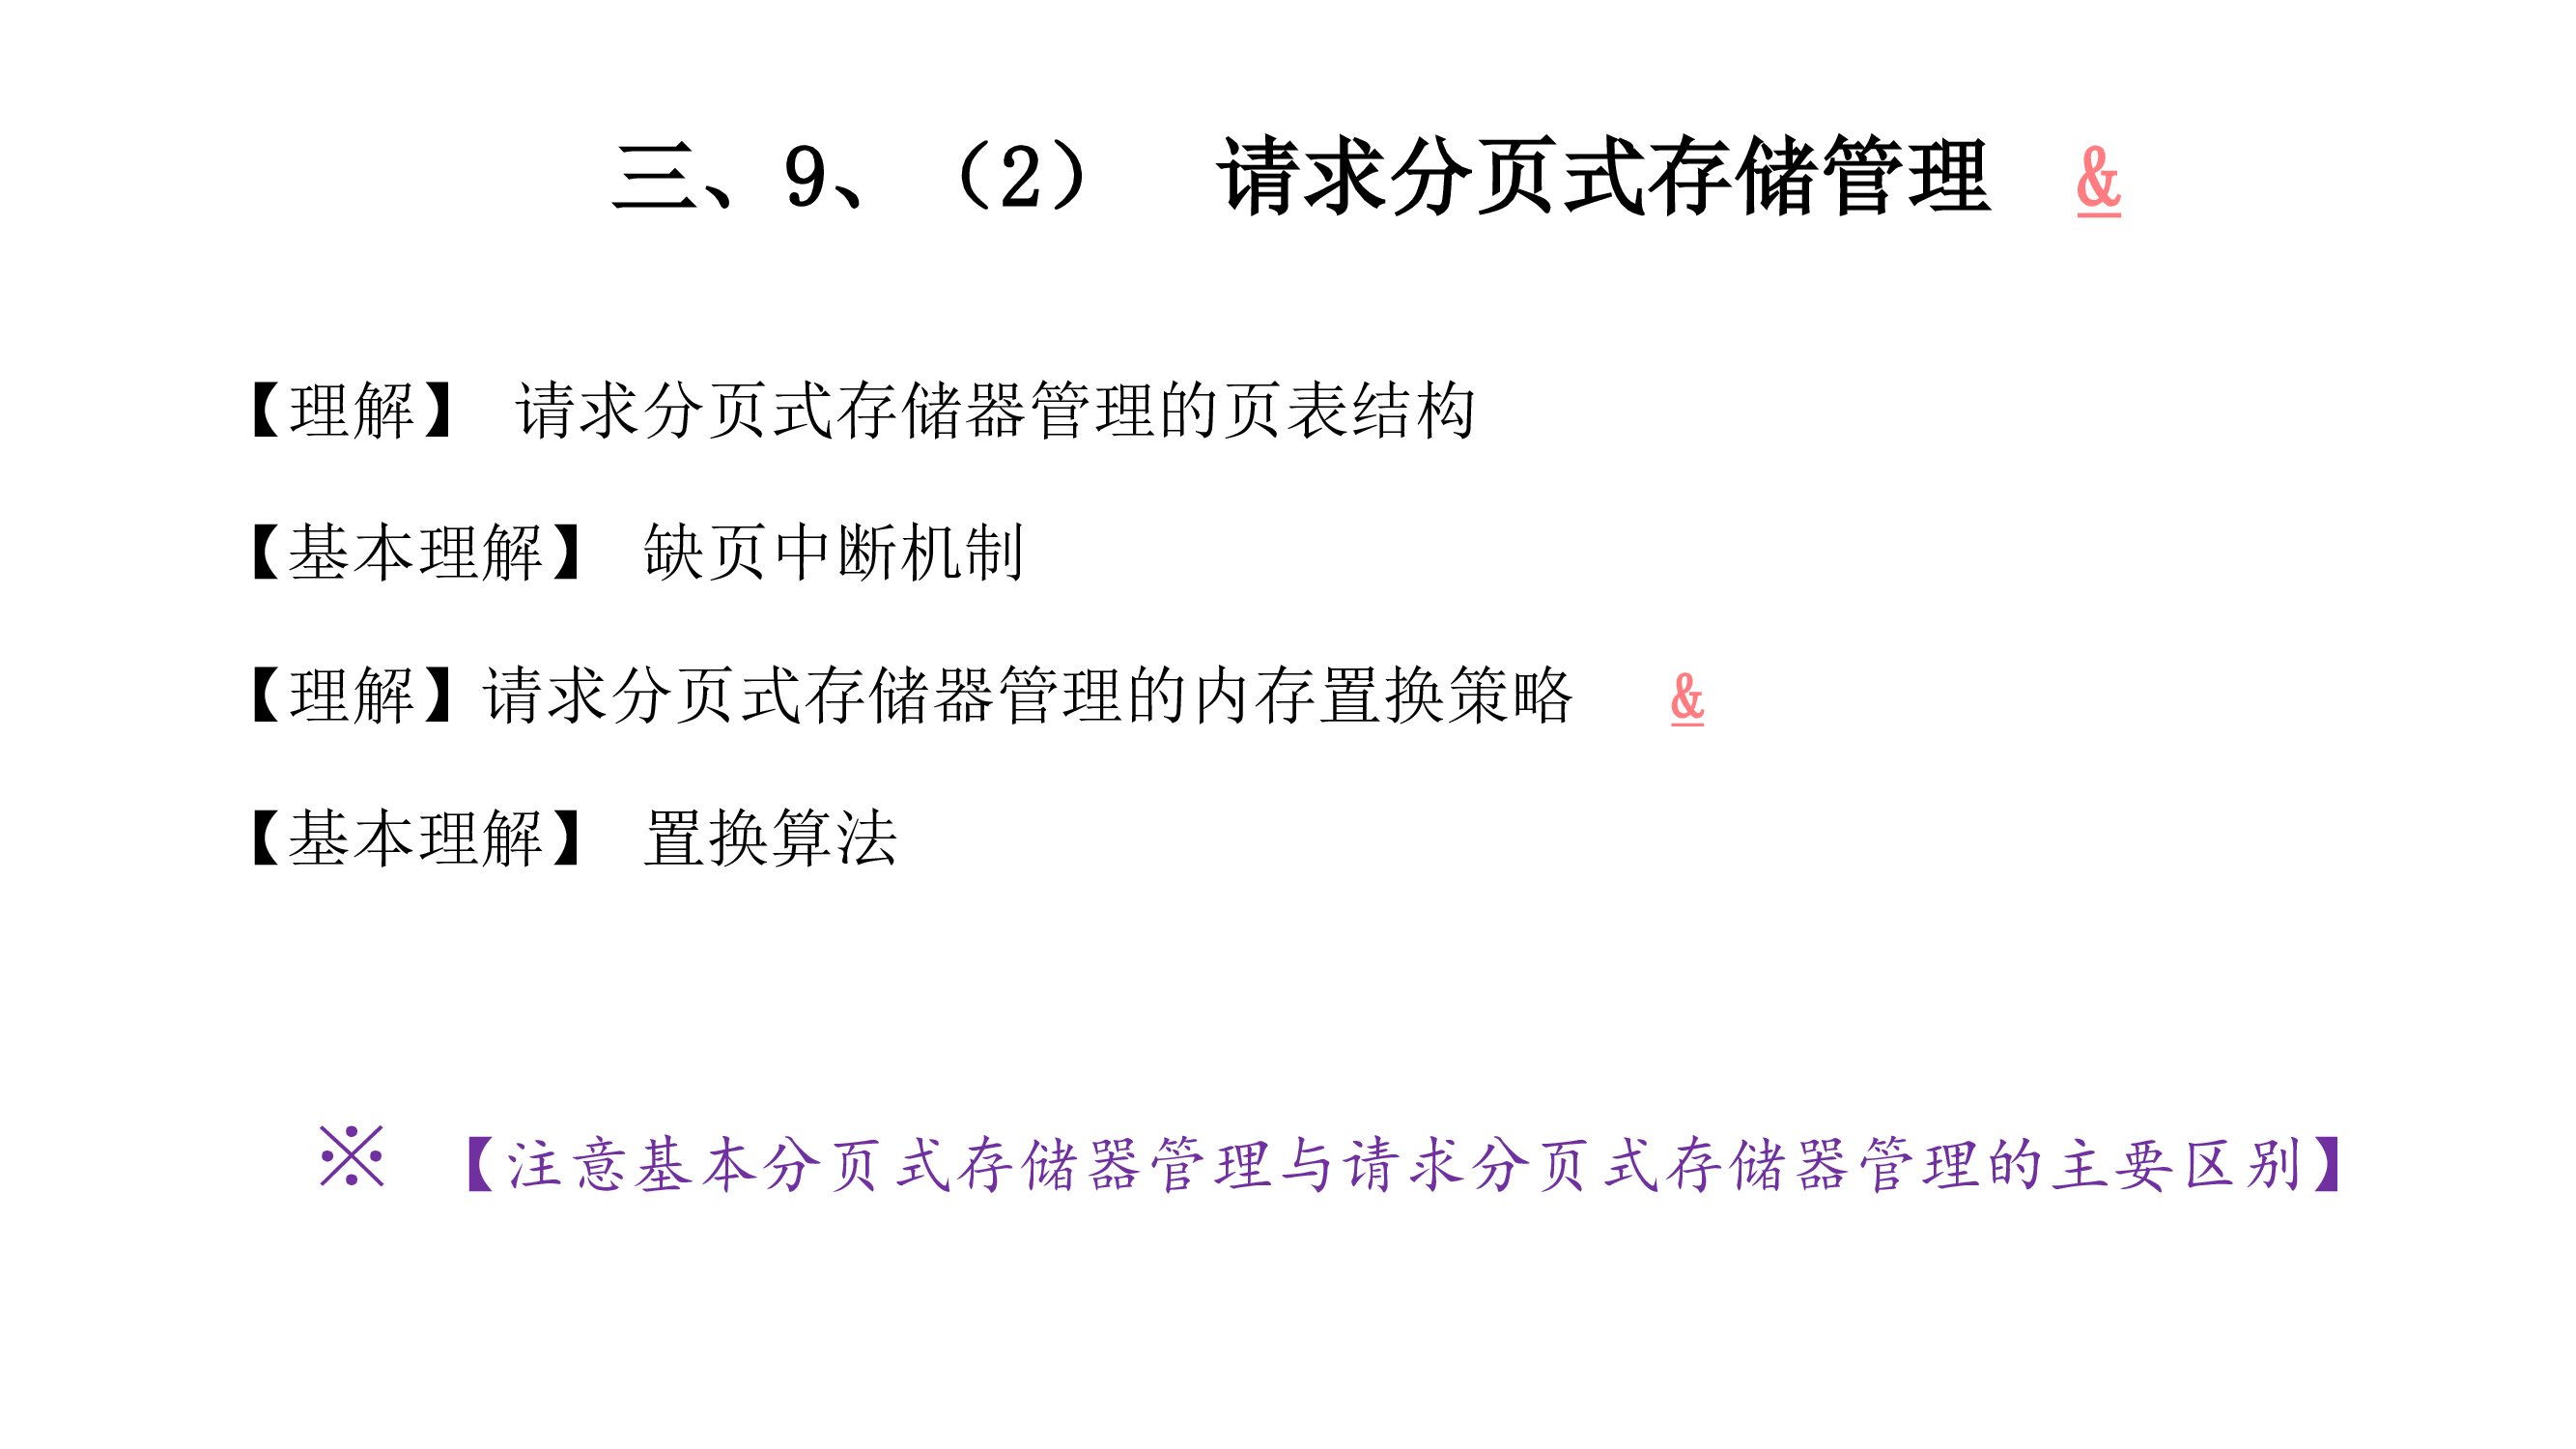 三、9、（2） 请求分页式存储管理 &
【理解】 请求分页式存储器管理的页表结构
【基本理解】 缺页中断机制
【理解】请求分页式存储器管理的内存置换策略 &
【基本理解】 置换算法
※ 【注意基本分页式存储器管理与请求分页式存储器管理的主要区别】